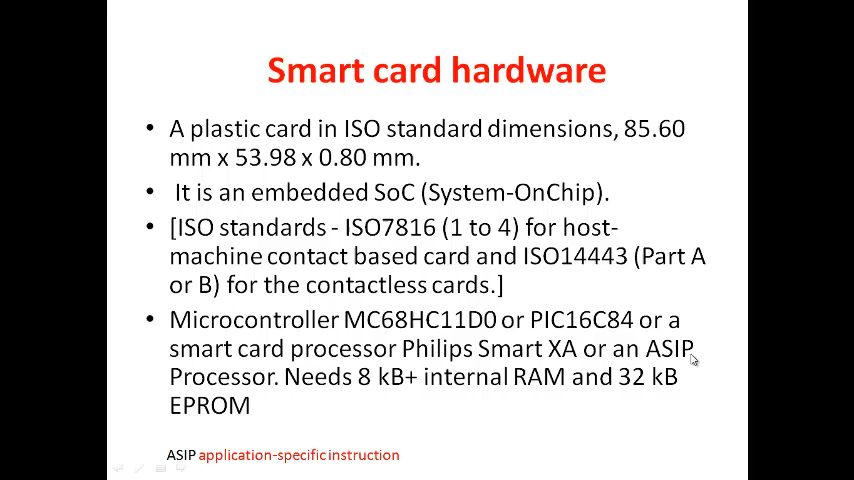 Smart card hardware
• A plastic card in ISO standard dimensions, 85.60
mm x 53.98 x 0.80 mm.
• It is an embedded SoC (System-OnChip).
• [ISO standards - ISO7816 (1 to 4) for host-
machine contact based card and ISO14443 (Part A
or B) for the contactless cards.]
• Microcontroller MC68HC11D0 or PIC16C84 or a
smart card processor Philips Smart XA or an ASIP
Processor. Needs 8 kB+ internal RAM and 32 kB
EPROM
ASIP application-specific instruction